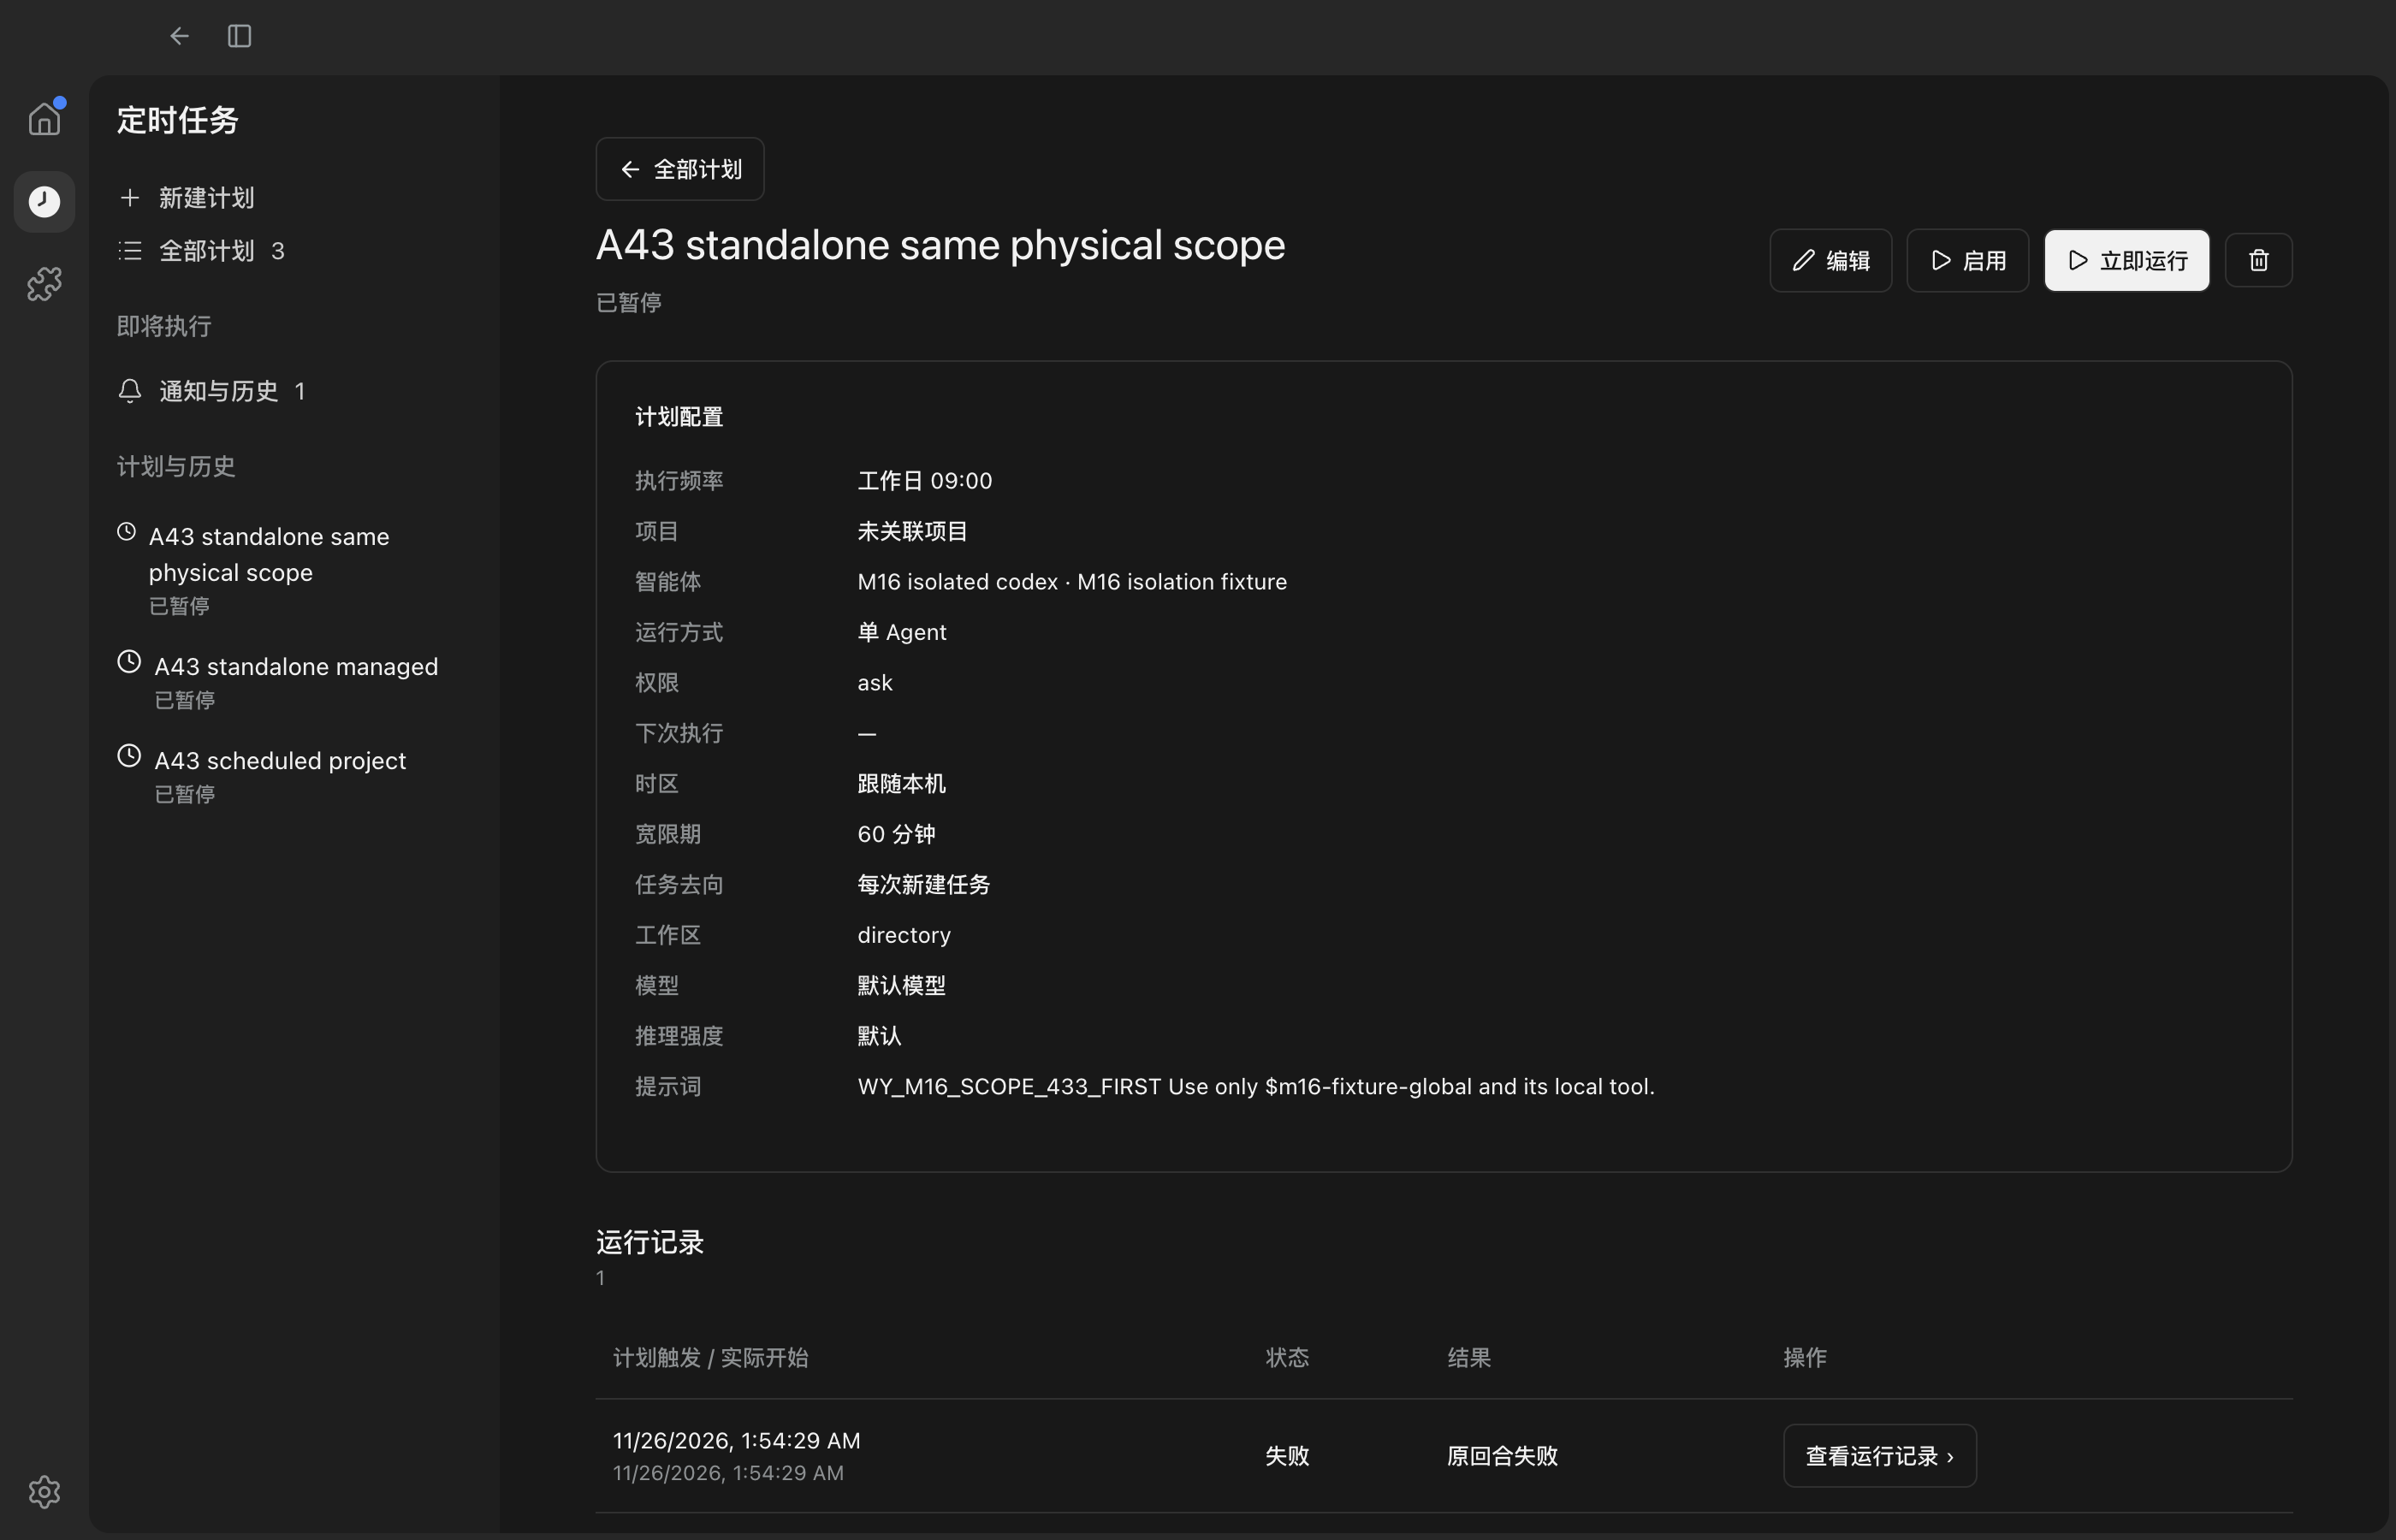 定时任务
新建计划
全部计划 3
即将执行
通知与历史 1
计划与历史
A43 standalone same
physical scope
已暂停
A43 standalone managed
已暂停
A43 scheduled project
已暂停
全部计划
A43 standalone same physical scope
已暂停
编辑
启用
立即运行
计划配置
执行频率 工作日 09:00
项目 未关联项目
智能体 M16 isolated codex · M16 isolation fixture
运行方式 单 Agent
权限 ask
下次执行 —
时区 跟随本机
宽限期 60 分钟
任务去向 每次新建任务
工作区 directory
模型 默认模型
推理强度 默认
提示词 WY_M16_SCOPE_433_FIRST Use only $m16-fixture-global and its local tool.
运行记录
1
计划触发 / 实际开始 状态 结果 操作
11/26/2026, 1:54:29 AM
11/26/2026, 1:54:29 AM
失败 原回合失败 查看运行记录 ›